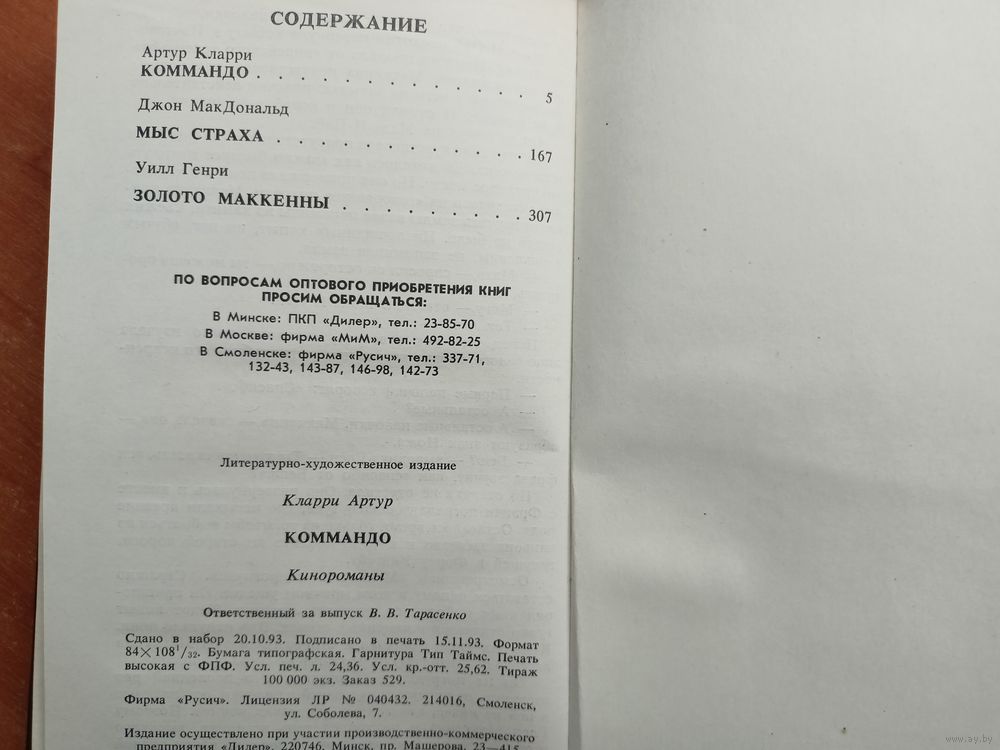 СОДЕРЖАНИЕ
Артур Кларри
КОММАНДО . . . . . . . . . . . . . 5
Джон МакДональд
МЫС СТРАХА . . . . . . . . . . . . 167
Уилл Генри
ЗОЛОТО МАККЕННЫ . . . . . . . . . 307
ПО ВОПРОСАМ ОПТОВОГО ПРИОБРЕТЕНИЯ КНИГ
ПРОСИМ ОБРАЩАТЬСЯ:
В Минске: ПКП «Дилер», тел.: 23-85-70
В Москве: фирма «МиМ», тел.: 492-82-25
В Смоленске: фирма «Русич», тел.: 337-71,
132-43, 143-87, 146-98, 142-73
Литературно-художественное издание
Кларри Артур
КОММАНДО
Кинороманы
Ответственный за выпуск В. В. Тарасенко
Сдано в набор 20.10.93. Подписано в печать 15.11.93. Формат
84×108¹/₃₂. Бумага типографская. Гарнитура Тип Таймс. Печать
высокая с ФПФ. Усл. печ. л. 24,36. Усл. кр.-отт. 25,62. Тираж
100 000 экз. Заказ 529.
Фирма «Русич». Лицензия ЛР № 040432. 214016, Смоленск,
ул. Соболева, 7.
Издание осуществлено при участии производственно-коммерческого
предприятия «Дилер». 220746, Минск, пр. Машерова, 23—415.
www.ay.by